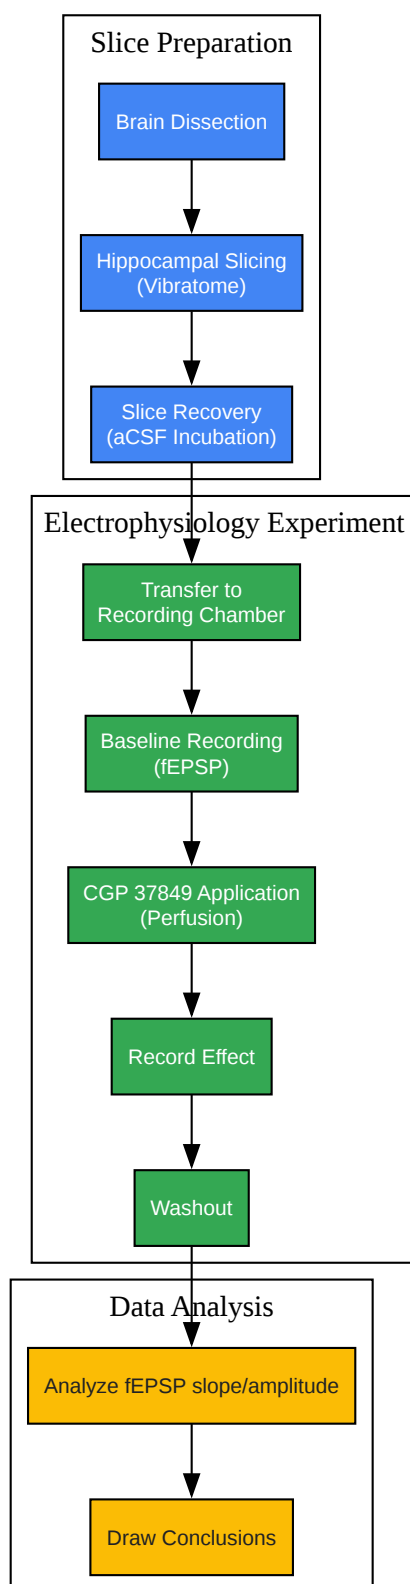 Slice Preparation
Brain Dissection
Hippocampal Slicing
(Vibratome)
Slice Recovery
(aCSF Incubation)
Electrophysiology Experiment
Transfer to
Recording Chamber
Baseline Recording
(fEPSP)
CGP 37849 Application
(Perfusion)
Record Effect
Washout
Data Analysis
Analyze fEPSP slope/amplitude
Draw Conclusions